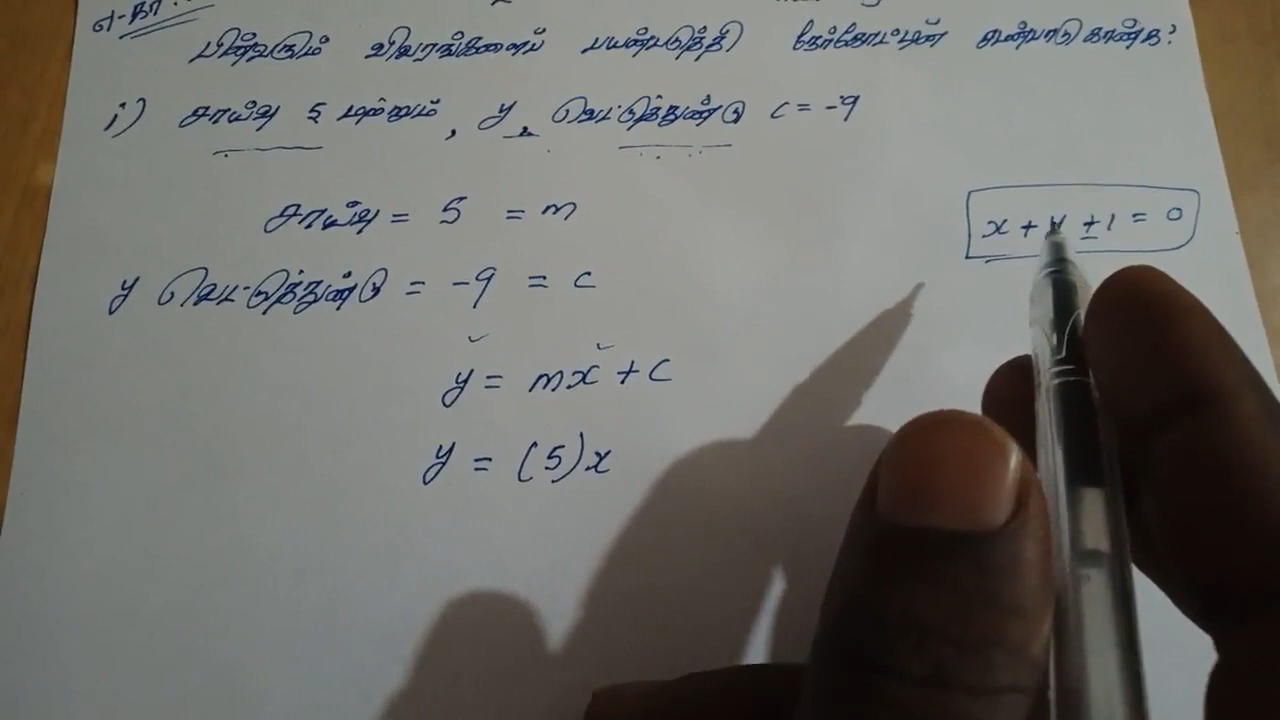 எ-நா.
பின்வரும் விவரங்களைப் பயன்படுத்தி நேர்கோட்டின் சமன்பாடு காண்க?
i) சாய்வு 5 மற்றும், y, வெட்டுத்துண்டு c = -9
சாய்வு = 5 = m
x + y ± 1 = 0
y வெட்டுத்துண்டு = -9 = c
y = mx + c
y = (5)x